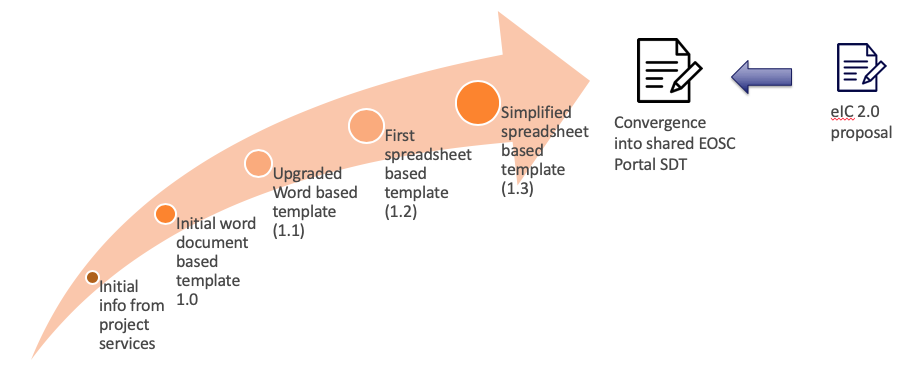 Initial
info from
project
services
Initial word
document
based
template
1.0
Upgraded
Word based
template
(1.1)
First
spreadsheet
based
template
(1.2)
Simplified
spreadsheet
based
template
(1.3)
Convergence
into shared EOSC
Portal SDT
eIC 2.0
proposal